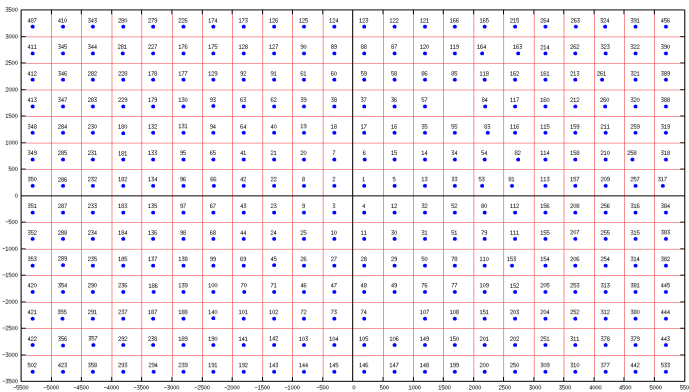 3500
487 410 343 280 279 226 174 173 126 125 124 123 122 121 166 165 215 264 263 324 391 456
3000
411 345 344 281 227 176 175 128 127 90 89 88 87 120 119 164 163 214 262 323 322 390
2500
412 346 282 228 178 177 129 92 91 61 60 59 58 86 85 118 162 161 213 261 321 389
2000
413 347 283 229 179 130 93 63 62 39 38 37 36 57 84 117 160 212 260 320 388
1500
348 284 230 180 132 131 94 64 40 19 18 17 16 35 55 83 116 115 159 211 259 319
1000
349 285 231 181 133 95 65 41 21 20 7 6 15 14 34 54 82 114 158 210 258 318
500
350 286 232 182 134 96 66 42 22 8 2 1 5 13 33 53 81 113 157 209 257 317
0
351 287 233 183 135 97 67 43 23 9 3 4 12 32 52 80 112 156 208 256 316 384
−500
352 288 234 184 136 98 68 44 24 25 10 11 30 31 51 79 111 155 207 255 315 383
−1000
353 289 235 185 137 138 99 69 45 26 27 28 29 50 78 110 153 154 206 254 314 382
−1500
420 354 290 236 186 139 100 70 71 46 47 48 49 76 77 109 152 205 253 313 381 445
−2000
421 355 291 237 187 188 140 101 102 72 73 74 107 108 151 203 204 252 312 380 444
−2500
422 356 357 292 238 189 190 141 142 103 104 105 106 149 150 201 202 251 311 378 379 443
−3000
502 423 358 293 294 239 191 192 143 144 145 146 147 148 199 200 250 309 310 377 442 533
−3500
−5500 −5000 −4500 −4000 −3500 −3000 −2500 −2000 −1500 −1000 −500 0 500 1000 1500 2000 2500 3000 3500 4000 4500 5000 5500